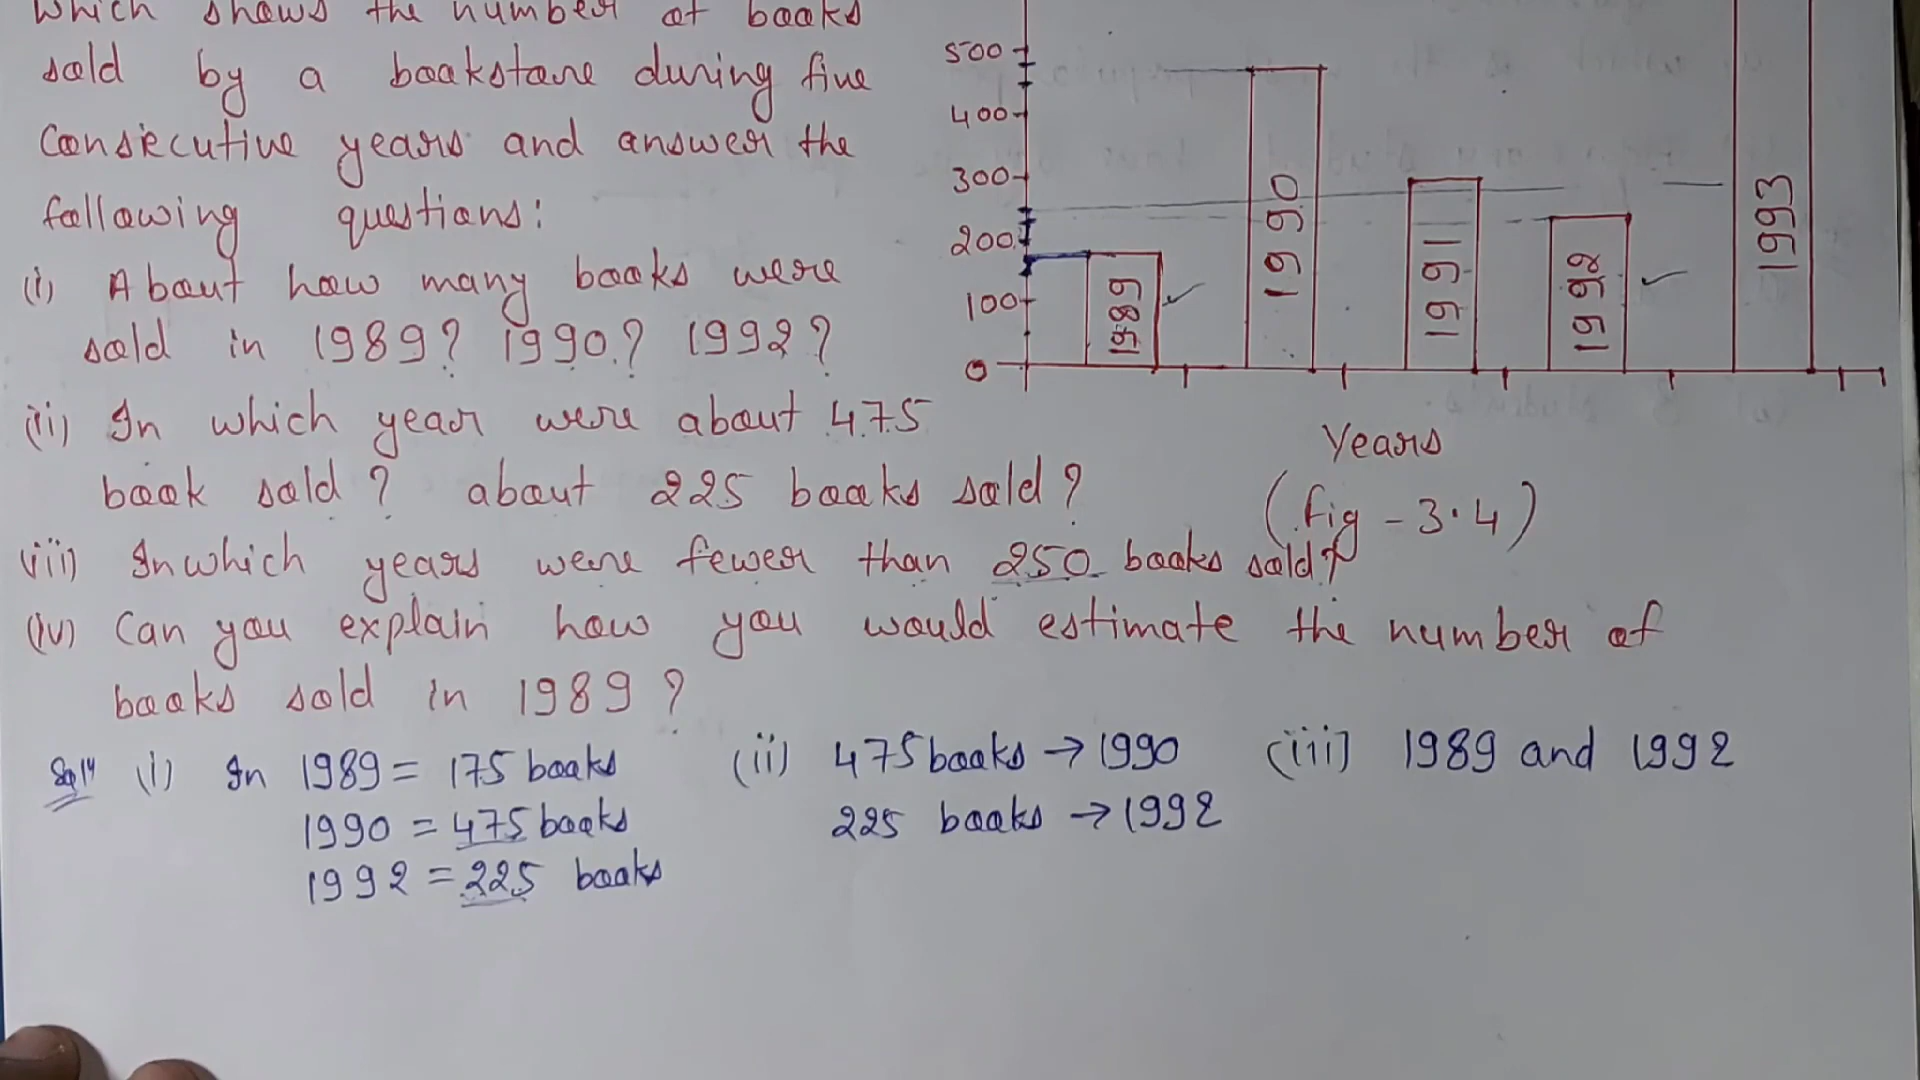 which shows the number of books
sold by a bookstore during five
Consecutive years and answer the
following questions:
(i) About how many books were
sold in 1989? 1990? 1992?
(ii) In which year were about 475
book sold? about 225 books sold?
(iii) In which years were fewer than 250 books sold?
(iv) Can you explain how you would estimate the number of
books sold in 1989?
500
400
300
200
100
0
1989
1990
1991
1992
1993
Years
(fig - 3.4)
Sol^n (i) In 1989 = 175 books
1990 = 475 books
1992 = 225 books
(ii) 475 books → 1990
225 books → 1992
(iii) 1989 and 1992